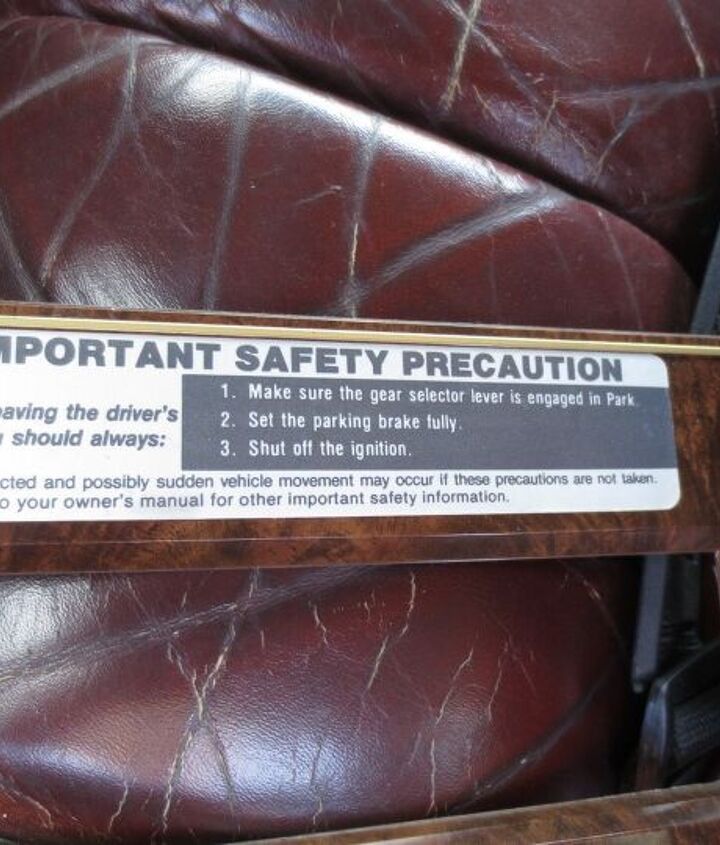 IMPORTANT SAFETY PRECAUTION
1. Make sure the gear selector lever is engaged in Park
the driver's
2. Set the parking brake fully.
should always:
3. Shut off the ignition.
and possibly sudden vehicle movement may occur if these precautions are not taken.
your owner's manual for other important safety information.